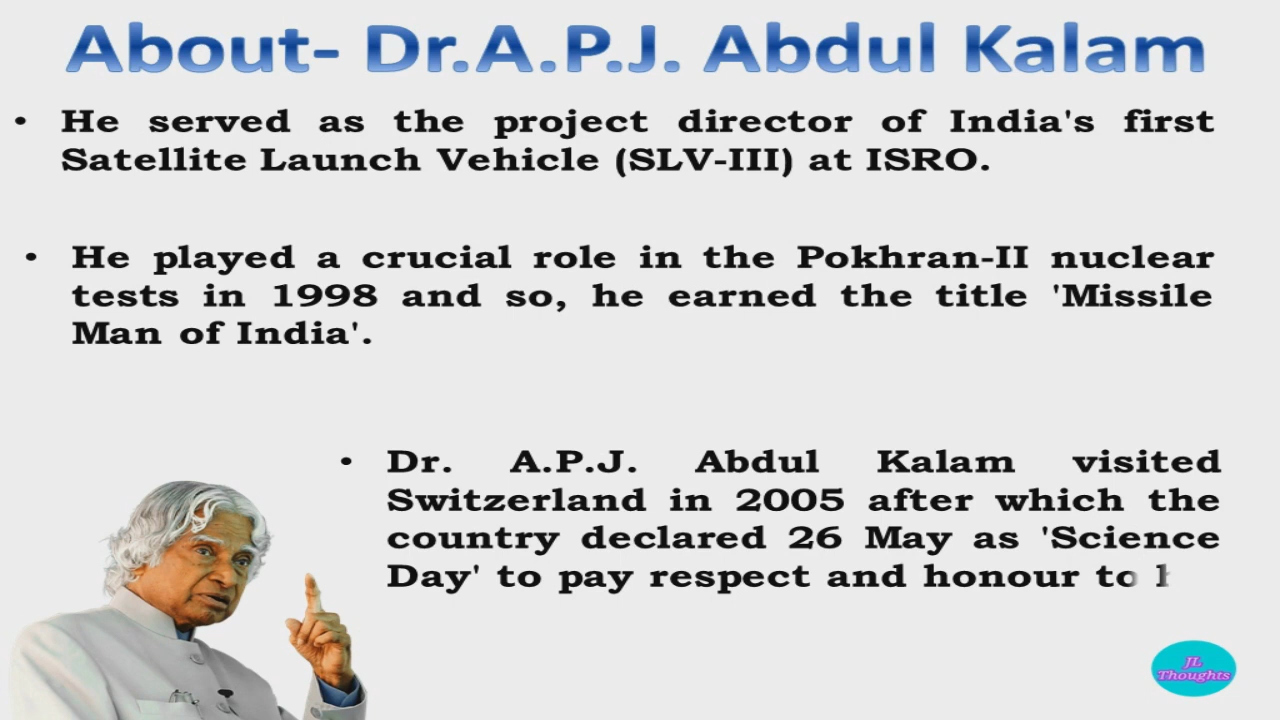 About- Dr.A.P.J. Abdul Kalam
• He served as the project director of India's first
Satellite Launch Vehicle (SLV-III) at ISRO.
• He played a crucial role in the Pokhran-II nuclear
tests in 1998 and so, he earned the title 'Missile
Man of India'.
• Dr. A.P.J. Abdul Kalam visited
Switzerland in 2005 after which the
country declared 26 May as 'Science
Day' to pay respect and honour to
JL
Thoughts